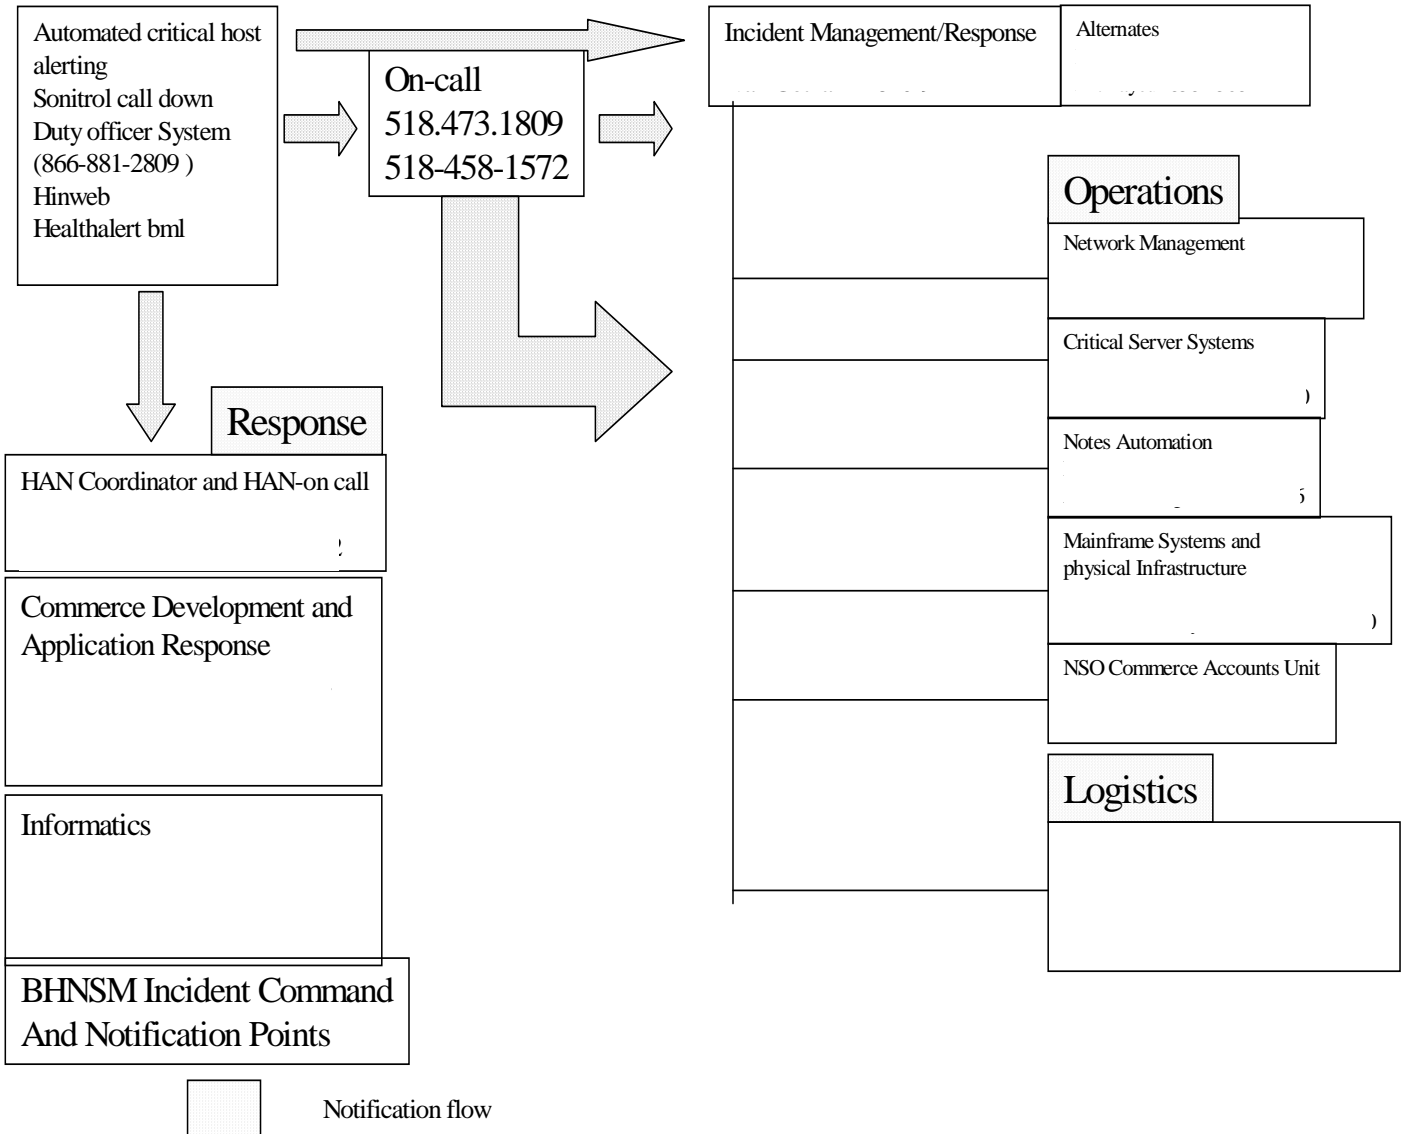 Automated critical host
alerting
Sonitrol call down
Duty officer System
(866-881-2809 )
Hinweb
Healthalert bml
On-call
518.473.1809
518-458-1572
Incident Management/Response
Alternates
Operations
Network Management
Critical Server Systems
Notes Automation
Mainframe Systems and
physical Infrastructure
NSO Commerce Accounts Unit
Logistics
Response
HAN Coordinator and HAN-on call
Commerce Development and
Application Response
Informatics
BHNSM Incident Command
And Notification Points
Notification flow